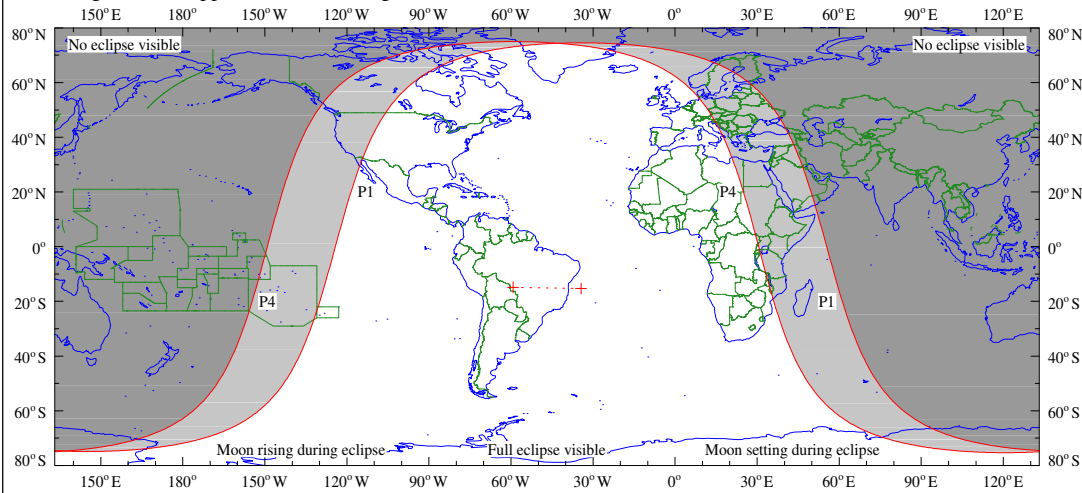 150° E 180° 150° W 120° W 90° W 60° W 30° W 0° 30° E 60° E 90° E 120° E
80° N 80° N
No eclipse visible No eclipse visible
60° N 60° N
40° N 40° N
20° N P1 P4 20° N
0° 0°
20° S P4 P1 20° S
40° S 40° S
60° S 60° S
Moon rising during eclipse Full eclipse visible Moon setting during eclipse
80° S 80° S
150° E 180° 150° W 120° W 90° W 60° W 30° W 0° 30° E 60° E 90° E 120° E